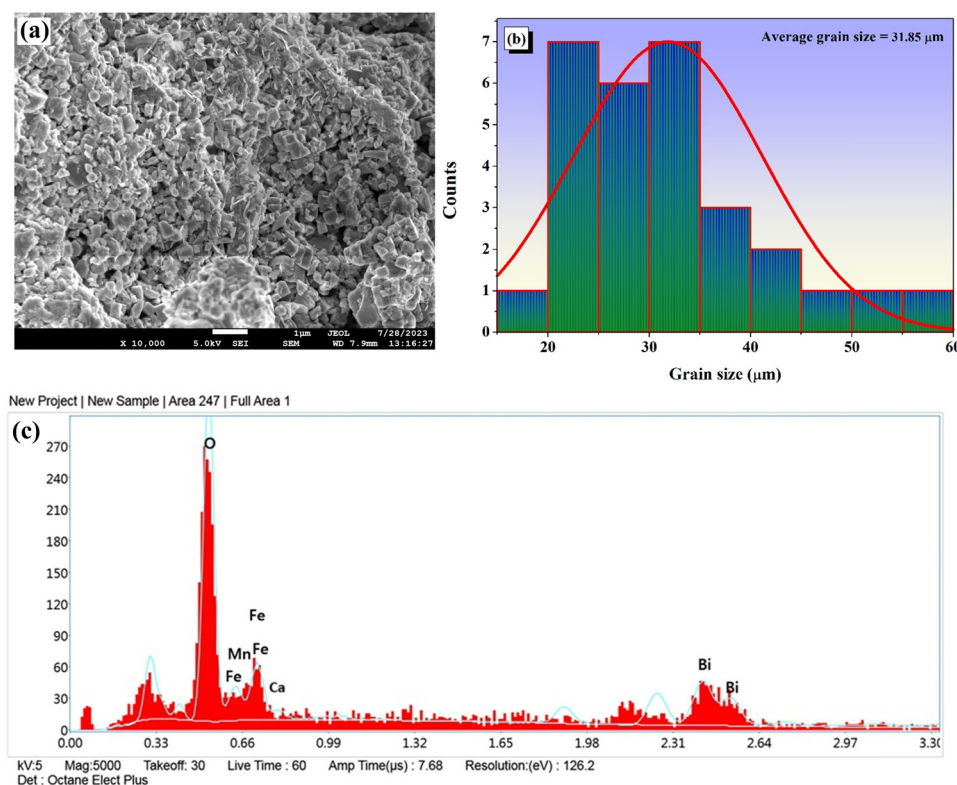 (a)
1µm JEOL 7/28/2023
X 10,000 5.0kV SEI SEM WD 7.9mm 13:16:27
(b)
Average grain size = 31.85 µm
Counts
7
6
5
4
3
2
1
0
20 30 40 50 60
Grain size (µm)
New Project | New Sample | Area 247 | Full Area 1
(c)
270
240
210
180
150
120
90
60
30
0
O
Fe
Mn Fe
Fe
Ca
Bi
Bi
0.00 0.33 0.66 0.99 1.32 1.65 1.98 2.31 2.64 2.97 3.30
kV:5 Mag:5000 Takeoff: 30 Live Time : 60 Amp Time(µs) : 7.68 Resolution:(eV) : 126.2
Det : Octane Elect Plus